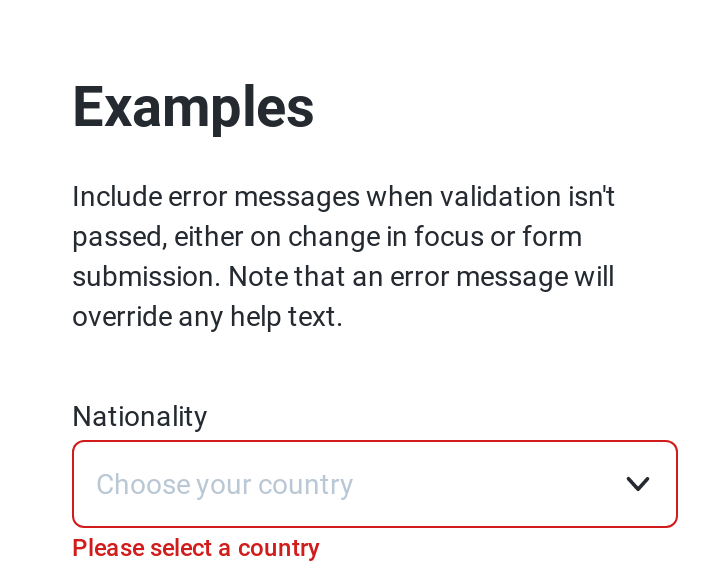 Examples
Include error messages when validation isn't
passed, either on change in focus or form
submission. Note that an error message will
override any help text.
Nationality
Choose your country
Please select a country